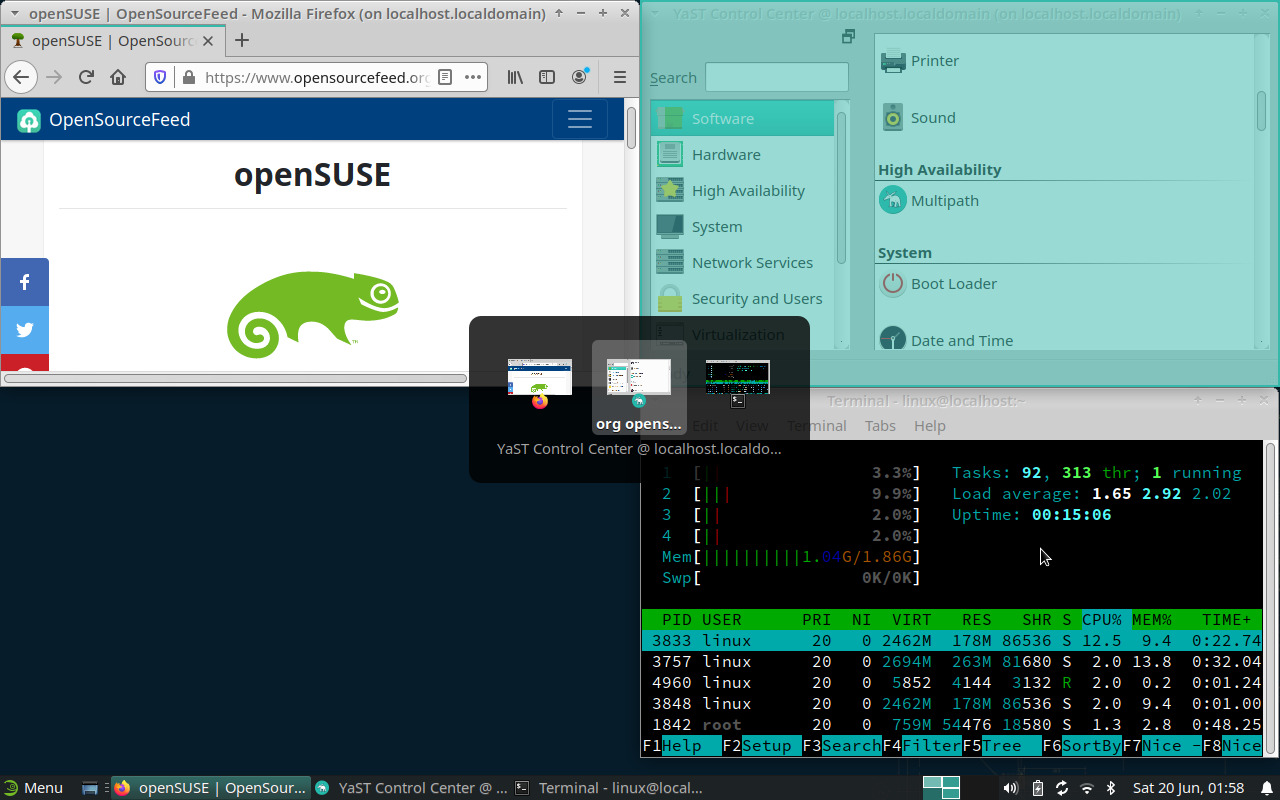 openSUSE | OpenSourceFeed - Mozilla Firefox (on localhost.localdomain)
openSUSE | OpenSourc
https://www.opensourcefeed.org
OpenSourceFeed
openSUSE
YaST Control Center @ localhost.localdomain (on localhost.localdomain)
Search
Software
Hardware
High Availability
System
Network Services
Security and Users
Virtualization
Printer
Sound
High Availability
Multipath
System
Boot Loader
Date and Time
org opens...
YaST Control Center @ localhost.localdo...
Terminal - linux@localhost:~
Edit View Terminal Tabs Help
1 [|| 3.3%] Tasks: 92, 313 thr; 1 running
2 [||| 9.9%] Load average: 1.65 2.92 2.02
3 [|| 2.0%] Uptime: 00:15:06
4 [|| 2.0%]
Mem[||||||||||1.04G/1.86G]
Swp[ 0K/0K]
PID USER PRI NI VIRT RES SHR S CPU% MEM% TIME+
3833 linux 20 0 2462M 178M 86536 S 12.5 9.4 0:22.74
3757 linux 20 0 2694M 263M 81680 S 2.0 13.8 0:32.04
4960 linux 20 0 5852 4144 3132 R 2.0 0.2 0:01.24
3848 linux 20 0 2462M 178M 86536 S 2.0 9.4 0:01.00
1842 root 20 0 759M 54476 18580 S 1.3 2.8 0:48.25
F1Help F2Setup F3SearchF4FilterF5Tree F6SortByF7Nice -F8Nice
Menu openSUSE | OpenSour... YaST Control Center @ ... Terminal - linux@local... Sat 20 Jun, 01:58